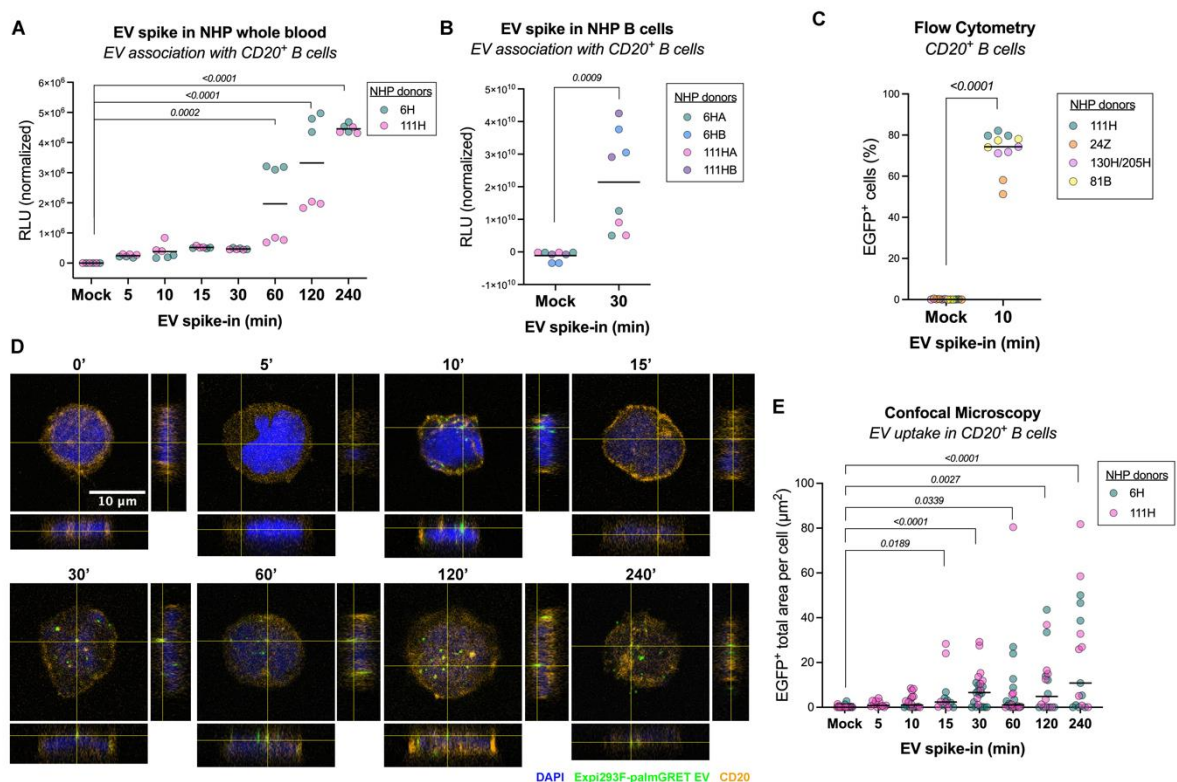 A
EV spike in NHP whole blood
EV association with CD20⁺ B cells
RLU (normalized)
6×10⁶
5×10⁶
4×10⁶
3×10⁶
2×10⁶
1×10⁶
0
<0.0001
<0.0001
0.0002
NHP donors
6H
111H
Mock 5 10 15 30 60 120 240
EV spike-in (min)
B
EV spike in NHP B cells
EV association with CD20⁺ B cells
RLU (normalized)
5×10¹⁰
4×10¹⁰
3×10¹⁰
2×10¹⁰
1×10¹⁰
0
-1×10¹⁰
0.0009
NHP donors
6HA
6HB
111HA
111HB
Mock 30
EV spike-in (min)
C
Flow Cytometry
CD20⁺ B cells
EGFP⁺ cells (%)
100
80
60
40
20
0
<0.0001
NHP donors
111H
24Z
130H/205H
81B
Mock 10
EV spike-in (min)
D
0' 5' 10' 15'
10 µm
30' 60' 120' 240'
DAPI Expi293F-palmGRET EV CD20
E
Confocal Microscopy
EV uptake in CD20⁺ B cells
EGFP⁺ total area per cell (µm²)
100
80
60
40
20
0
<0.0001
0.0027
0.0339
<0.0001
0.0189
NHP donors
6H
111H
Mock 5 10 15 30 60 120 240
EV spike-in (min)